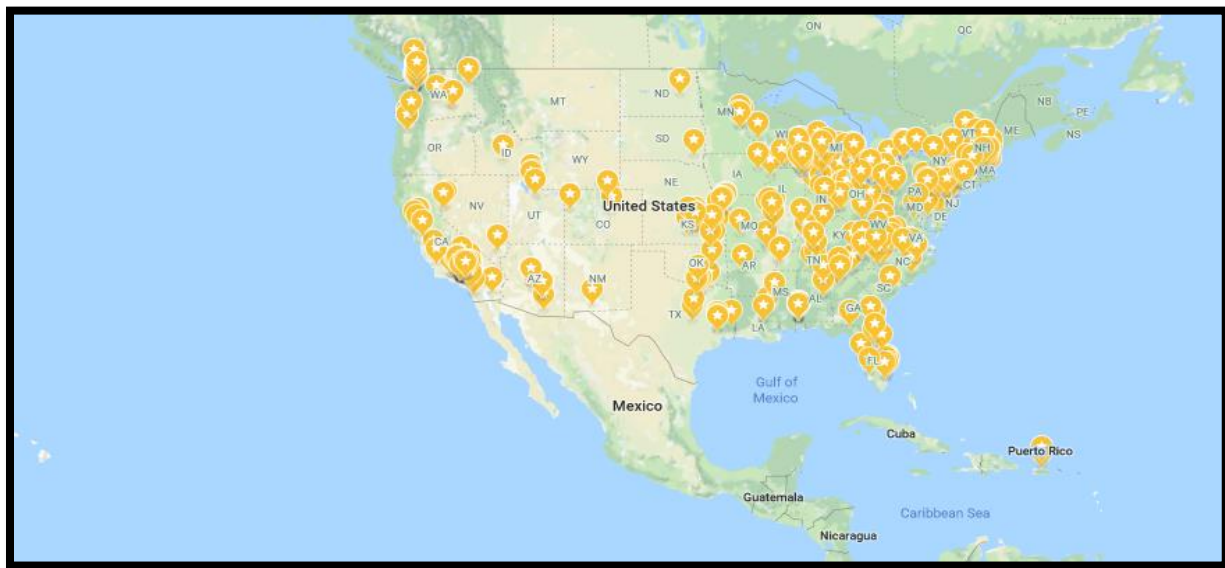 ON
QC
NB
PE
NS
ME
VT
NH
MA
CT
NY
PA
NJ
MD
DE
WA
MT
ND
MN
WI
MI
OR
ID
WY
SD
IA
NE
IL
IN
OH
NV
UT
CO
United States
KS
MO
KY
WV
VA
CA
AZ
NM
OK
AR
TN
NC
SC
TX
LA
MS
AL
GA
FL
Gulf of
Mexico
Mexico
Cuba
Puerto Rico
Guatemala
Caribbean Sea
Nicaragua